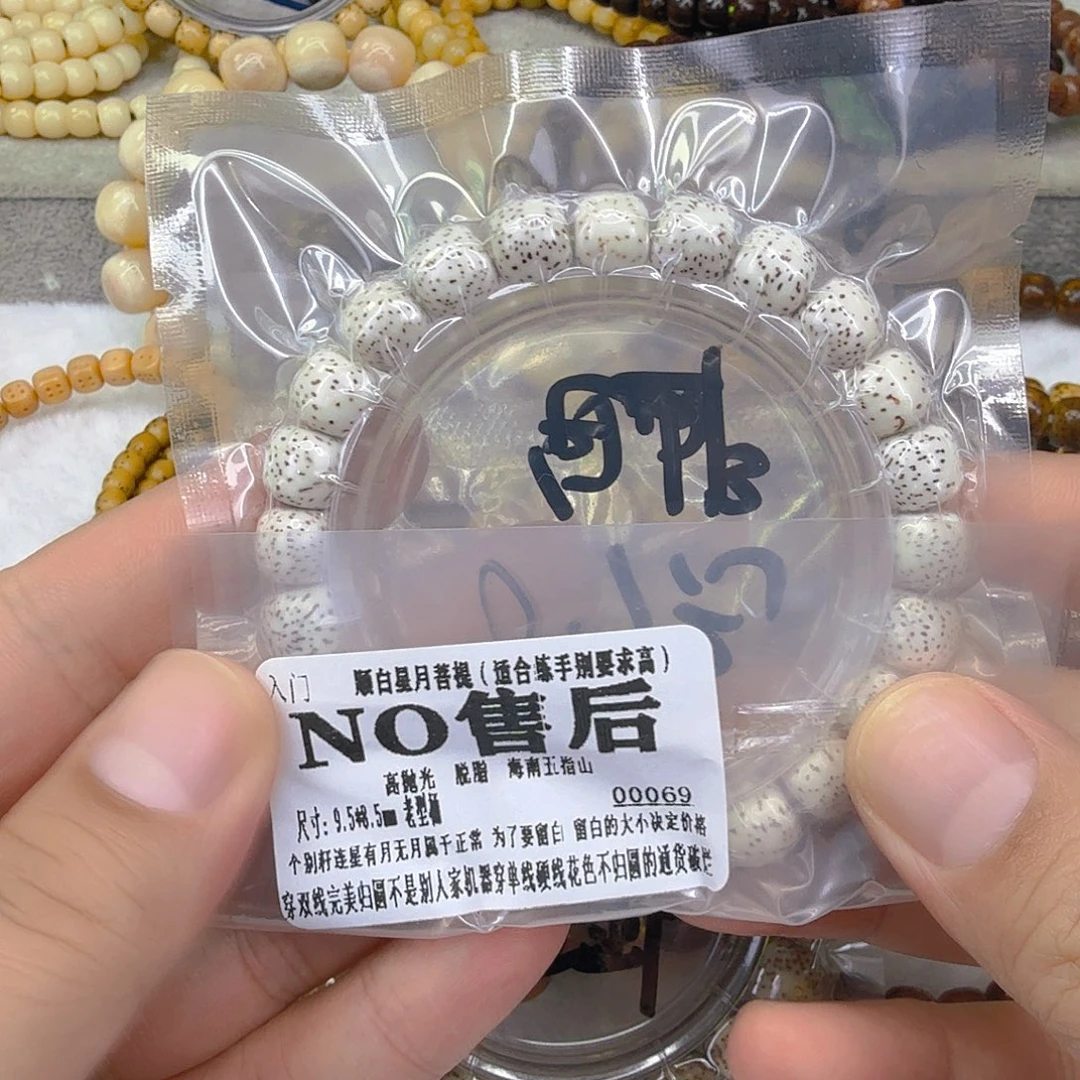 入门 顺白星月菩提（适合练手别要求高）
NO售后
高抛光 脱脂 海南五指山
尺寸：9.5*8.5mm 老型桶 00069
个别籽连星有月无月属于正常 为了要留白 留白的大小决定价格
穿双线完美归圆不是别人家机器穿单线硬线花色不归圆的通货破烂